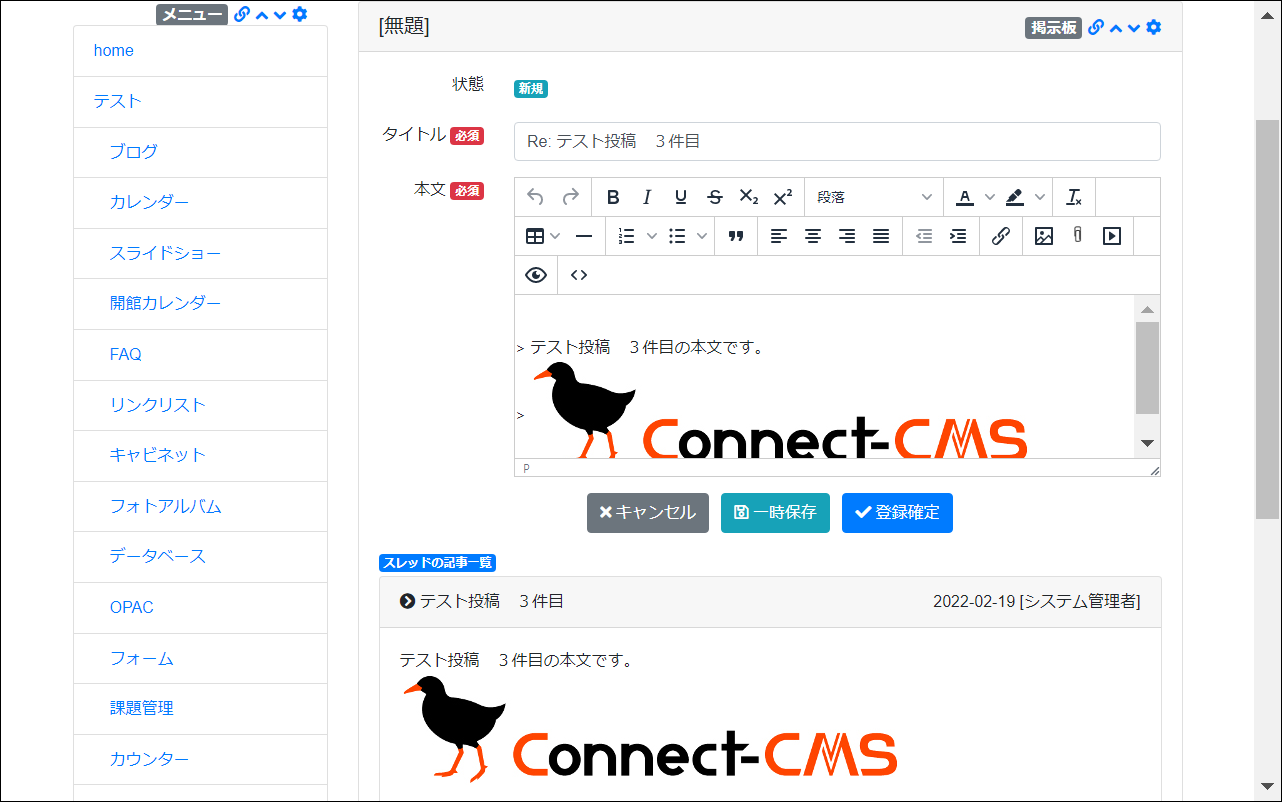 メニュー
home
テスト
ブログ
カレンダー
スライドショー
開館カレンダー
FAQ
リンクリスト
キャビネット
フォトアルバム
データベース
OPAC
フォーム
課題管理
カウンター
[無題]
掲示板
状態 新規
タイトル 必須 Re: テスト投稿　３件目
本文 必須
B I U S X₂ X² 段落 A
> テスト投稿　３件目の本文です。
>
Connect-CMS
P
キャンセル 一時保存 登録確定
スレッドの記事一覧
テスト投稿　３件目 2022-02-19 [システム管理者]
テスト投稿　３件目の本文です。
Connect-CMS